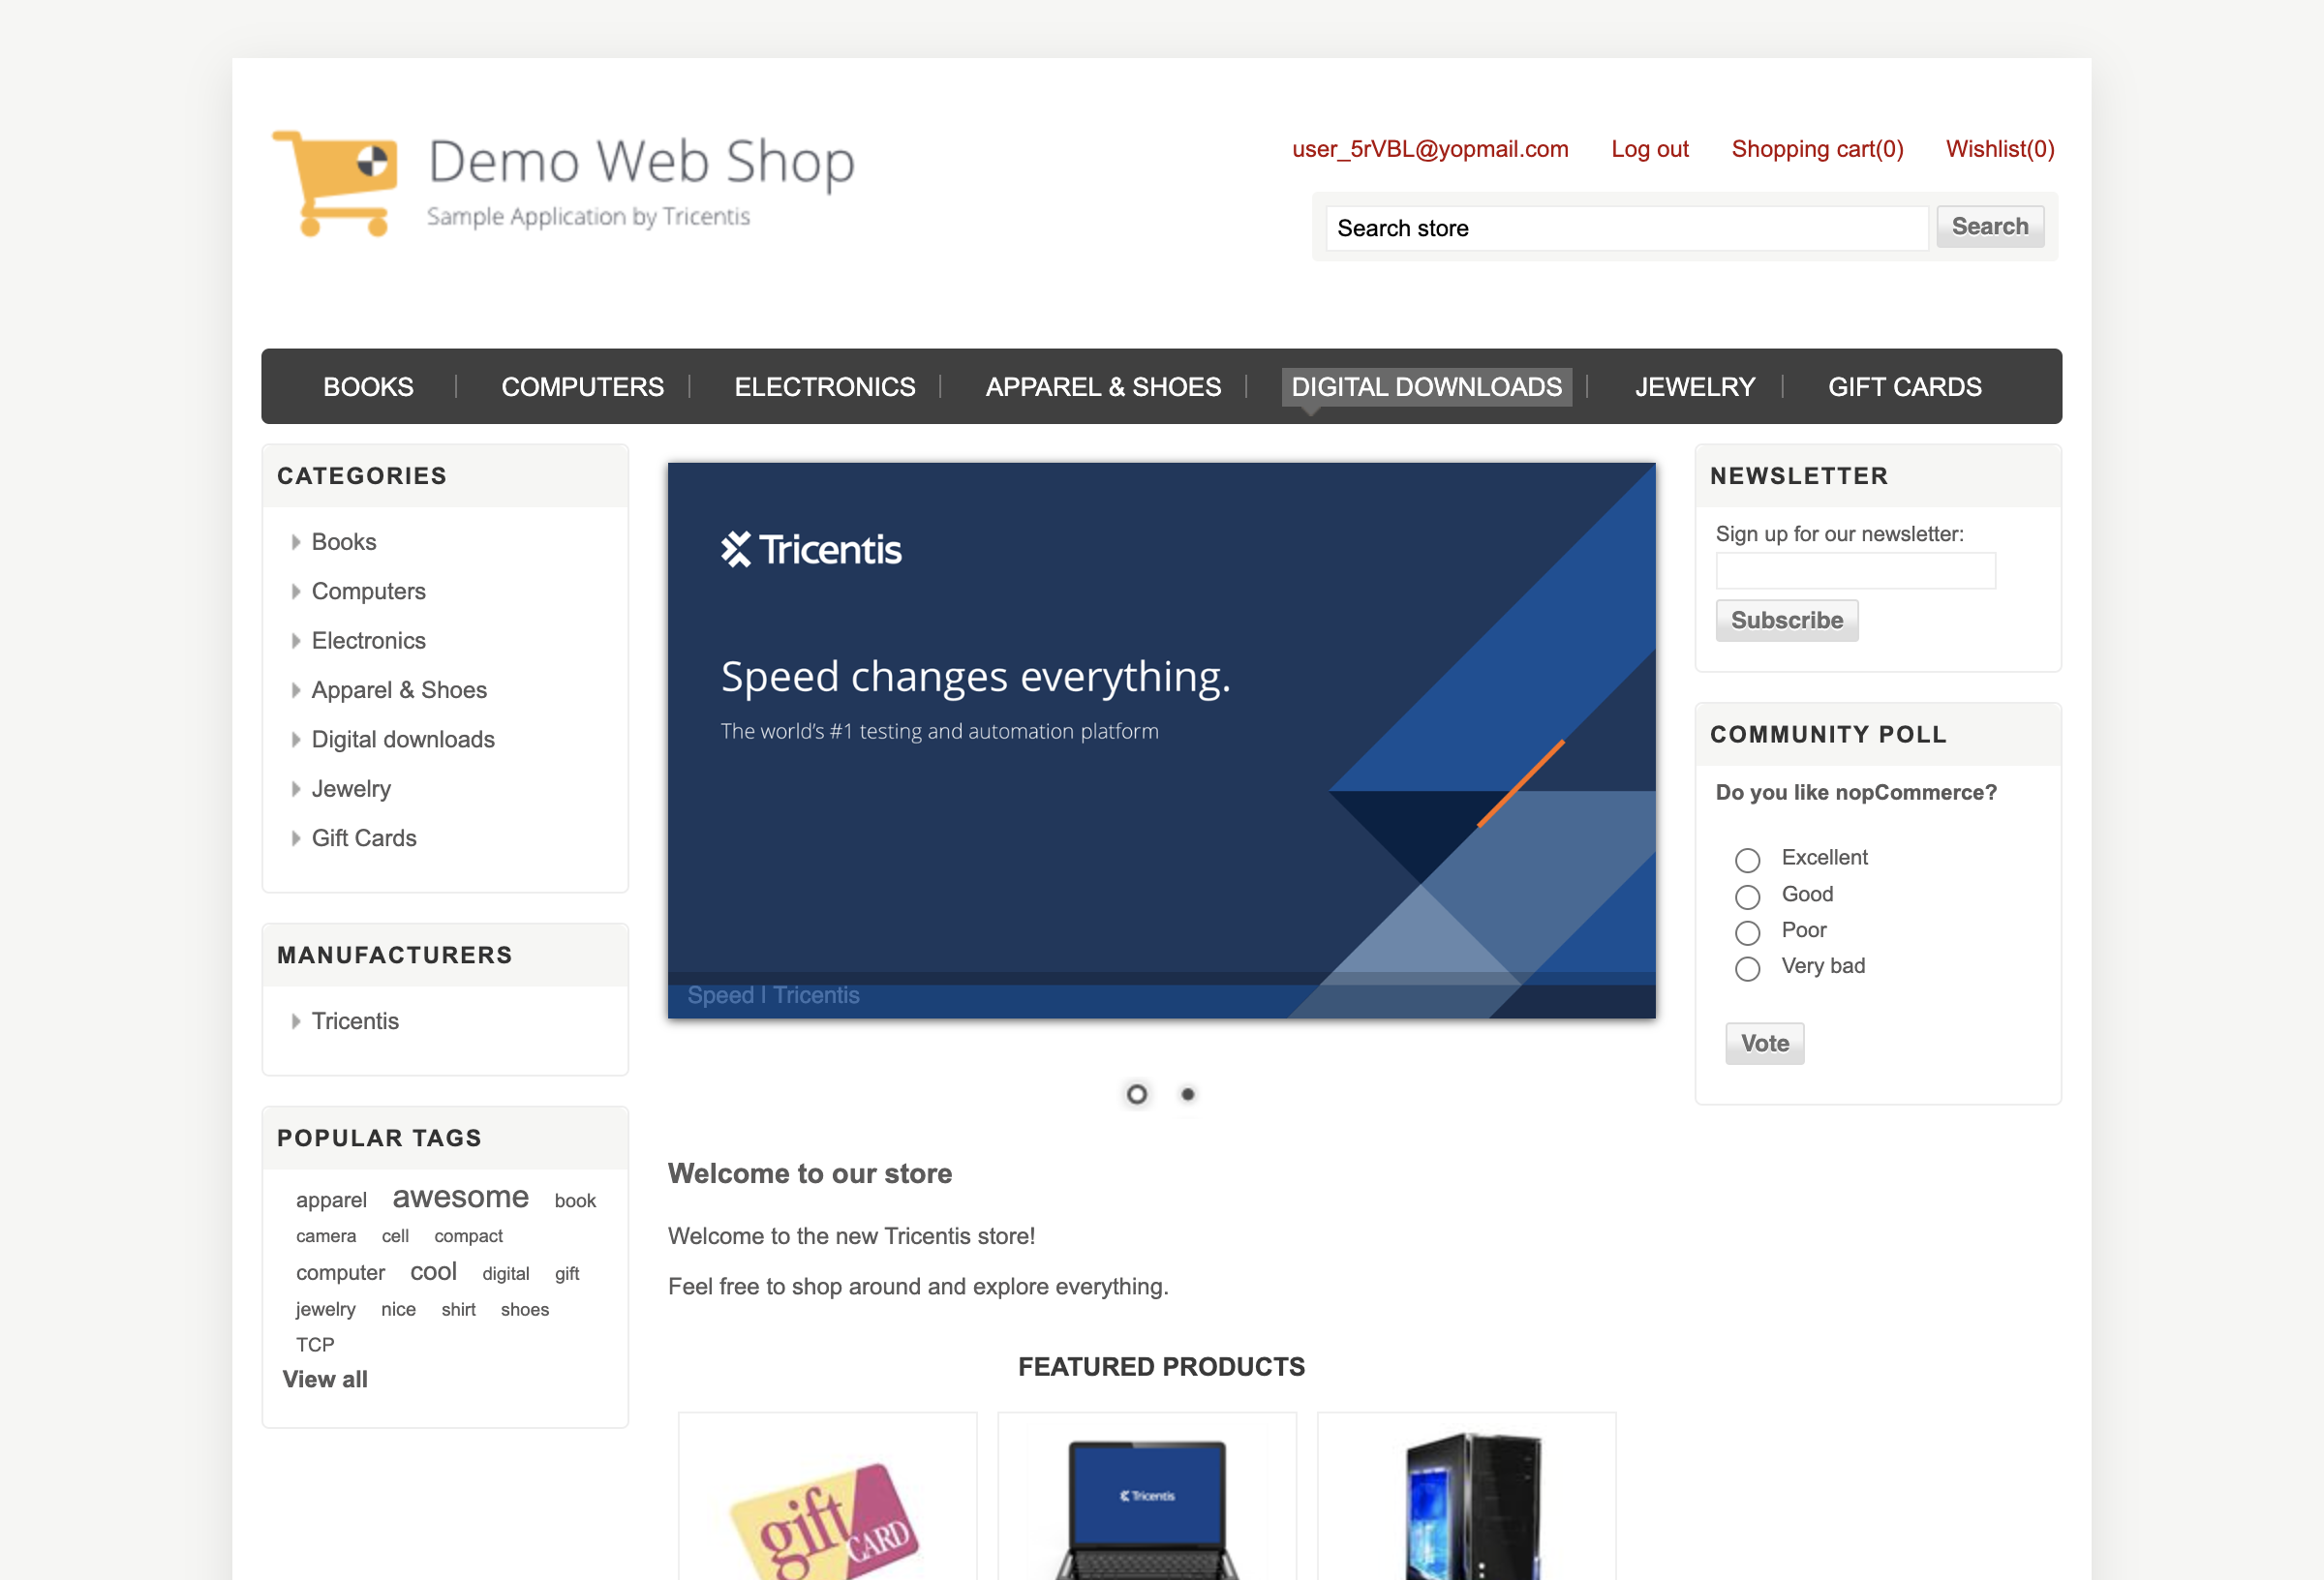 Demo Web Shop
Sample Application by Tricentis
user_5rVBL@yopmail.com Log out Shopping cart(0) Wishlist(0)
Search store Search
BOOKS COMPUTERS ELECTRONICS APPAREL & SHOES DIGITAL DOWNLOADS JEWELRY GIFT CARDS
CATEGORIES
Books
Computers
Electronics
Apparel & Shoes
Digital downloads
Jewelry
Gift Cards
MANUFACTURERS
Tricentis
POPULAR TAGS
apparel awesome book
camera cell compact
computer cool digital gift
jewelry nice shirt shoes
TCP
View all
Tricentis
Speed changes everything.
The world's #1 testing and automation platform
Speed | Tricentis
Welcome to our store
Welcome to the new Tricentis store!
Feel free to shop around and explore everything.
FEATURED PRODUCTS
gift CARD
Tricentis
NEWSLETTER
Sign up for our newsletter:
Subscribe
COMMUNITY POLL
Do you like nopCommerce?
Excellent
Good
Poor
Very bad
Vote